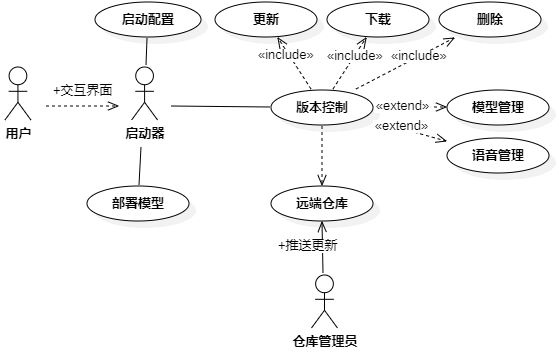 启动配置
更新
下载
删除
«include»
«include»
«include»
+交互界面
用户
启动器
版本控制
«extend»
模型管理
«extend»
语音管理
部署模型
远端仓库
+推送更新
仓库管理员